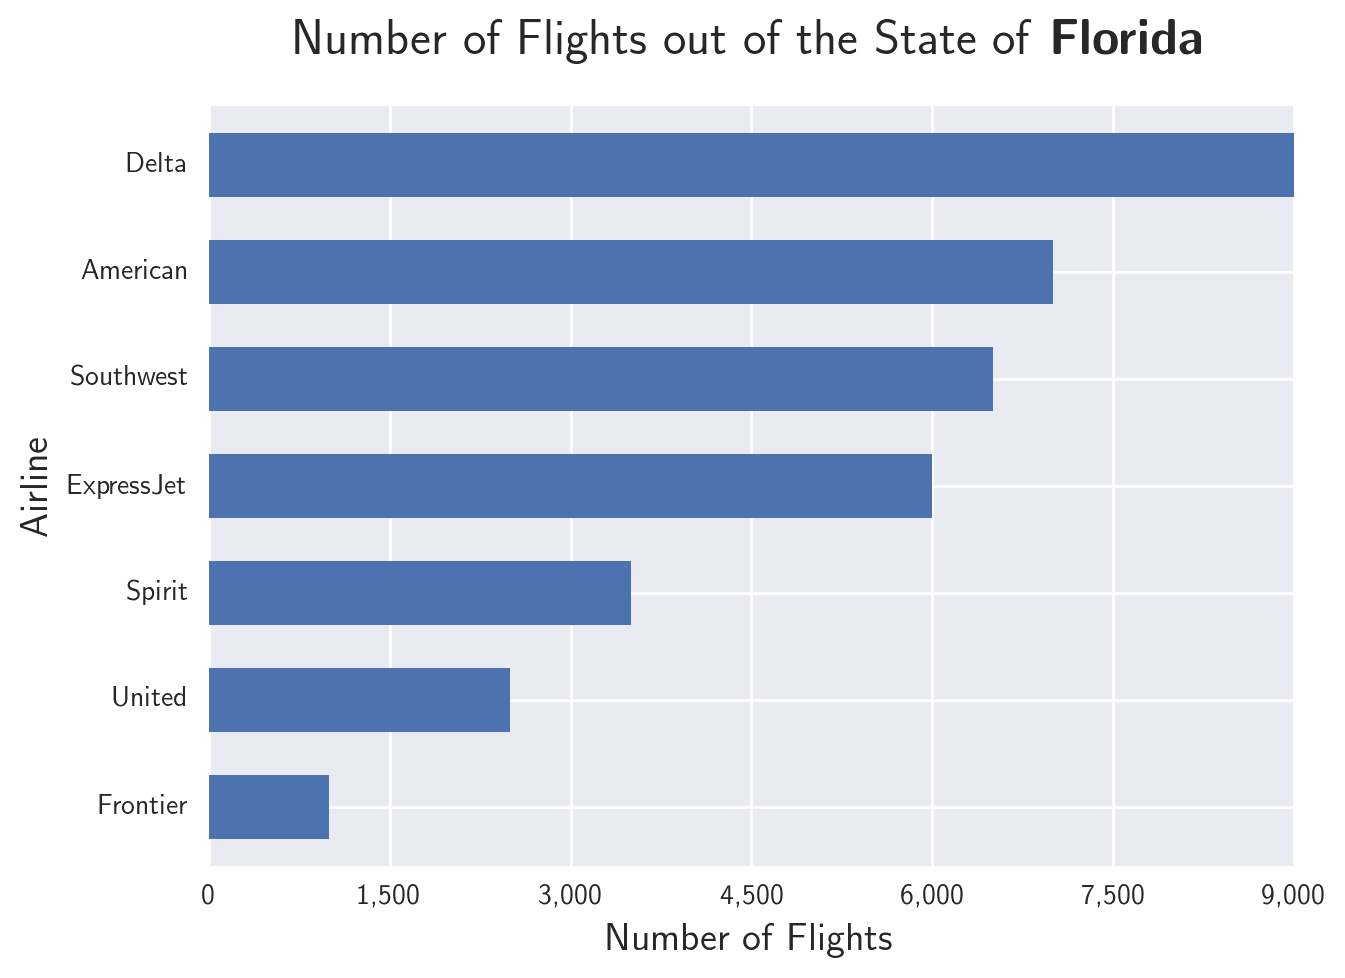 Number of Flights out of the State of Florida
Delta
American
Southwest
ExpressJet
Spirit
United
Frontier
Airline
0 1,500 3,000 4,500 6,000 7,500 9,000
Number of Flights